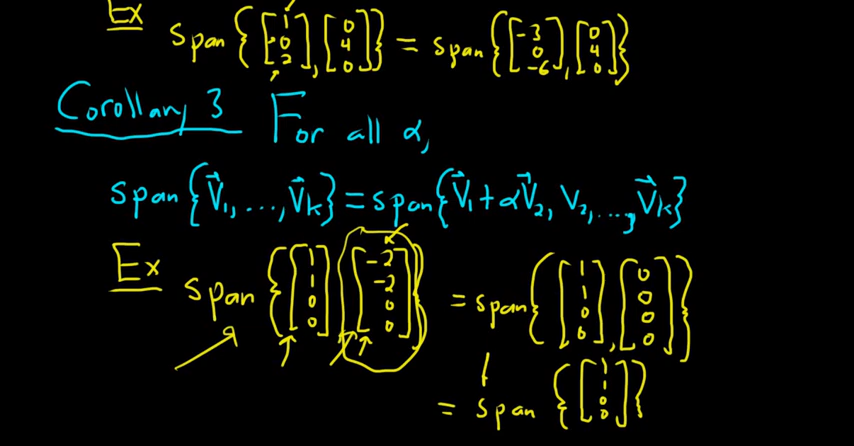 Ex span {[1 0 2], [0 4 0]} = span {[-3 0 -6], [0 4 0]}
Corollary 3 For all α,
span {v⃗₁, ..., v⃗ₖ} = span {v⃗₁ + αv⃗₂, v₂, ..., v⃗ₖ}
Ex span {[1 1 0 0], [-2 -2 0 0]} = span {[1 1 0 0], [0 0 0 0]}
= span {[1 1 0 0]}